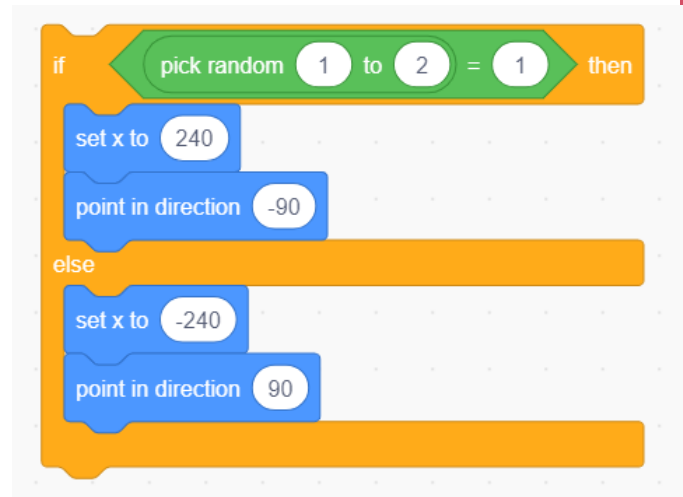 if pick random 1 to 2 = 1 then
set x to 240
point in direction -90
else
set x to -240
point in direction 90